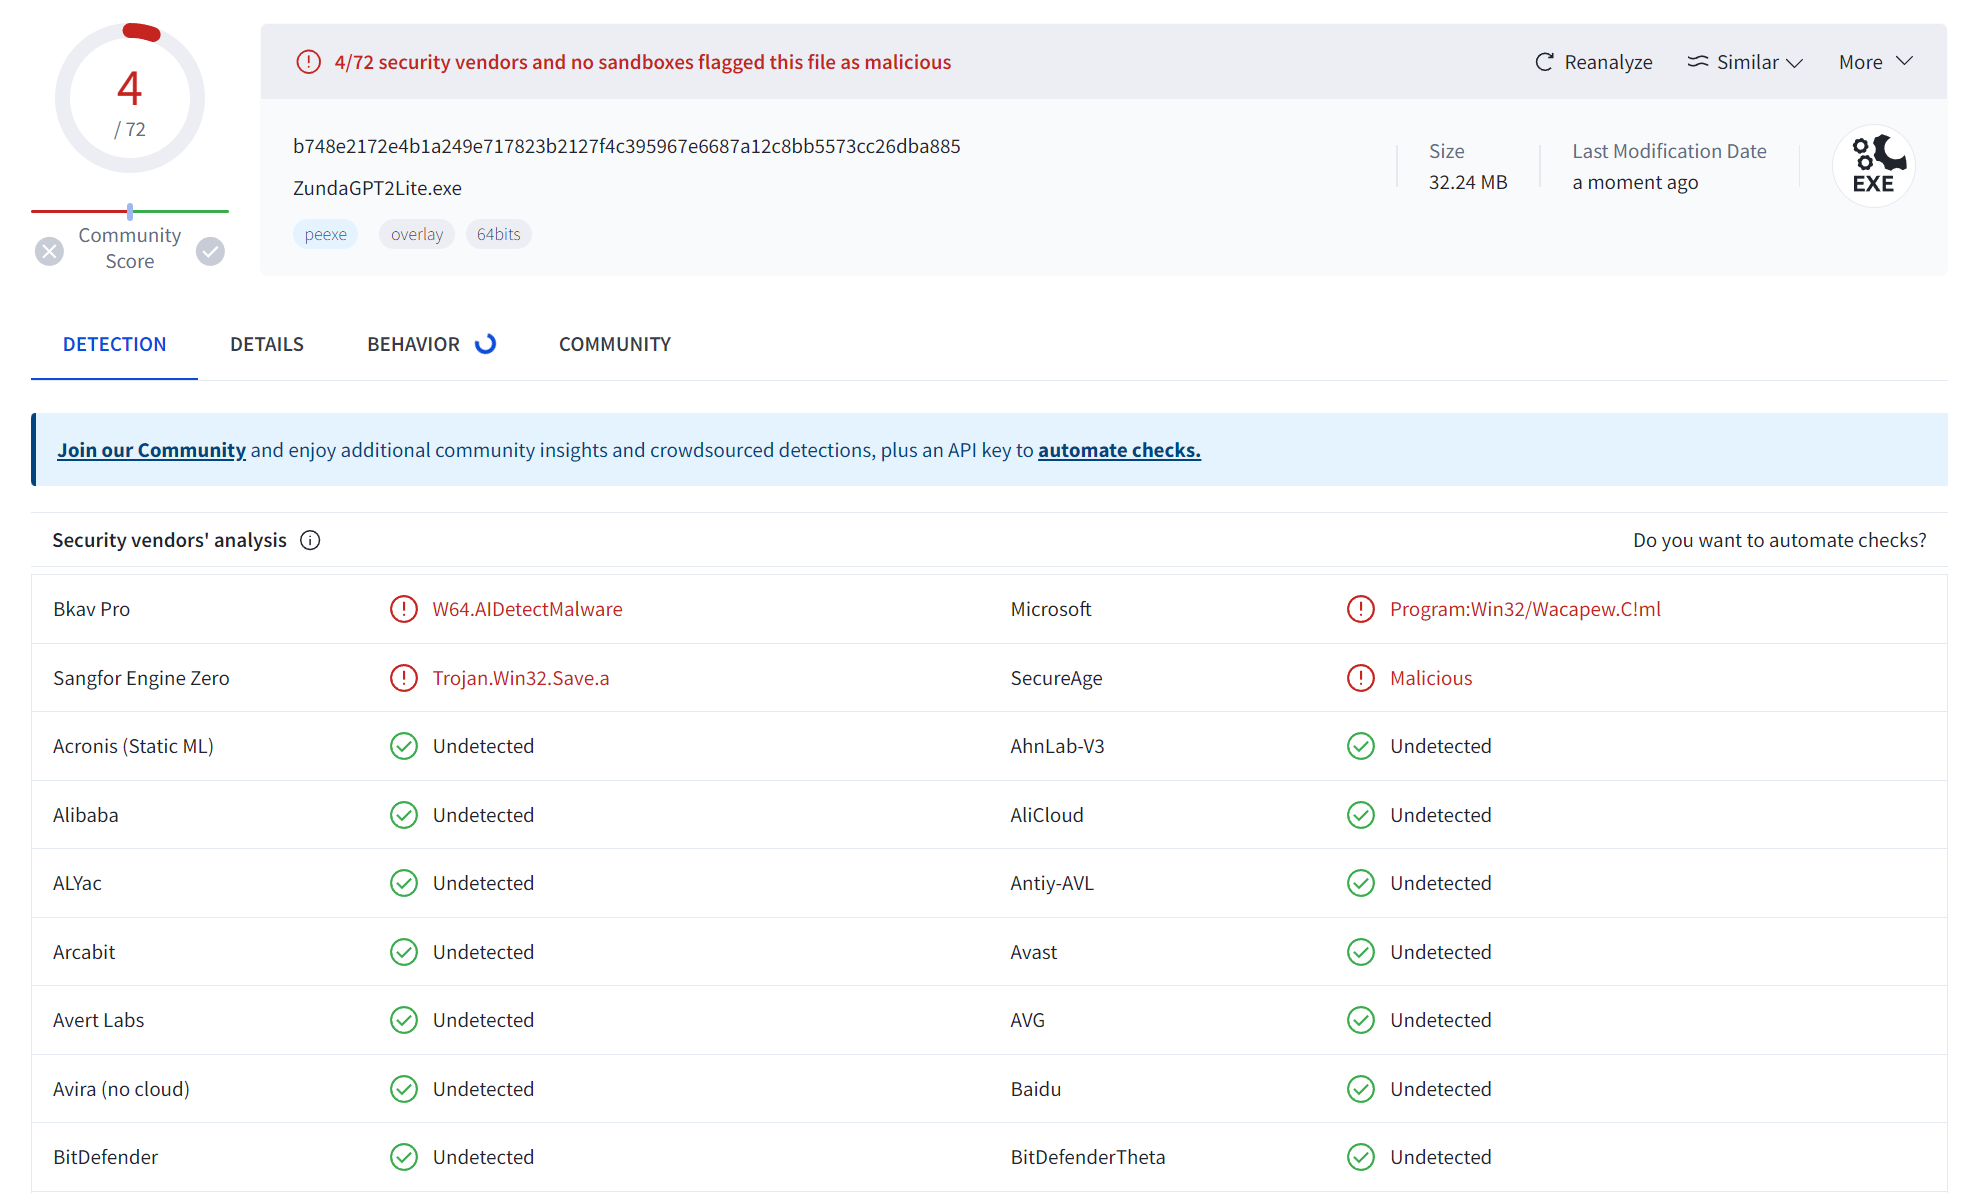 4
/ 72
Community
Score
4/72 security vendors and no sandboxes flagged this file as malicious
Reanalyze
Similar
More
b748e2172e4b1a249e717823b2127f4c395967e6687a12c8bb5573cc26dba885
ZundaGPT2Lite.exe
peexe
overlay
64bits
Size
32.24 MB
Last Modification Date
a moment ago
EXE
DETECTION
DETAILS
BEHAVIOR
COMMUNITY
Join our Community and enjoy additional community insights and crowdsourced detections, plus an API key to automate checks.
Security vendors' analysis
Do you want to automate checks?
Bkav Pro W64.AIDetectMalware Microsoft Program:Win32/Wacapew.C!ml
Sangfor Engine Zero Trojan.Win32.Save.a SecureAge Malicious
Acronis (Static ML) Undetected AhnLab-V3 Undetected
Alibaba Undetected AliCloud Undetected
ALYac Undetected Antiy-AVL Undetected
Arcabit Undetected Avast Undetected
Avert Labs Undetected AVG Undetected
Avira (no cloud) Undetected Baidu Undetected
BitDefender Undetected BitDefenderTheta Undetected